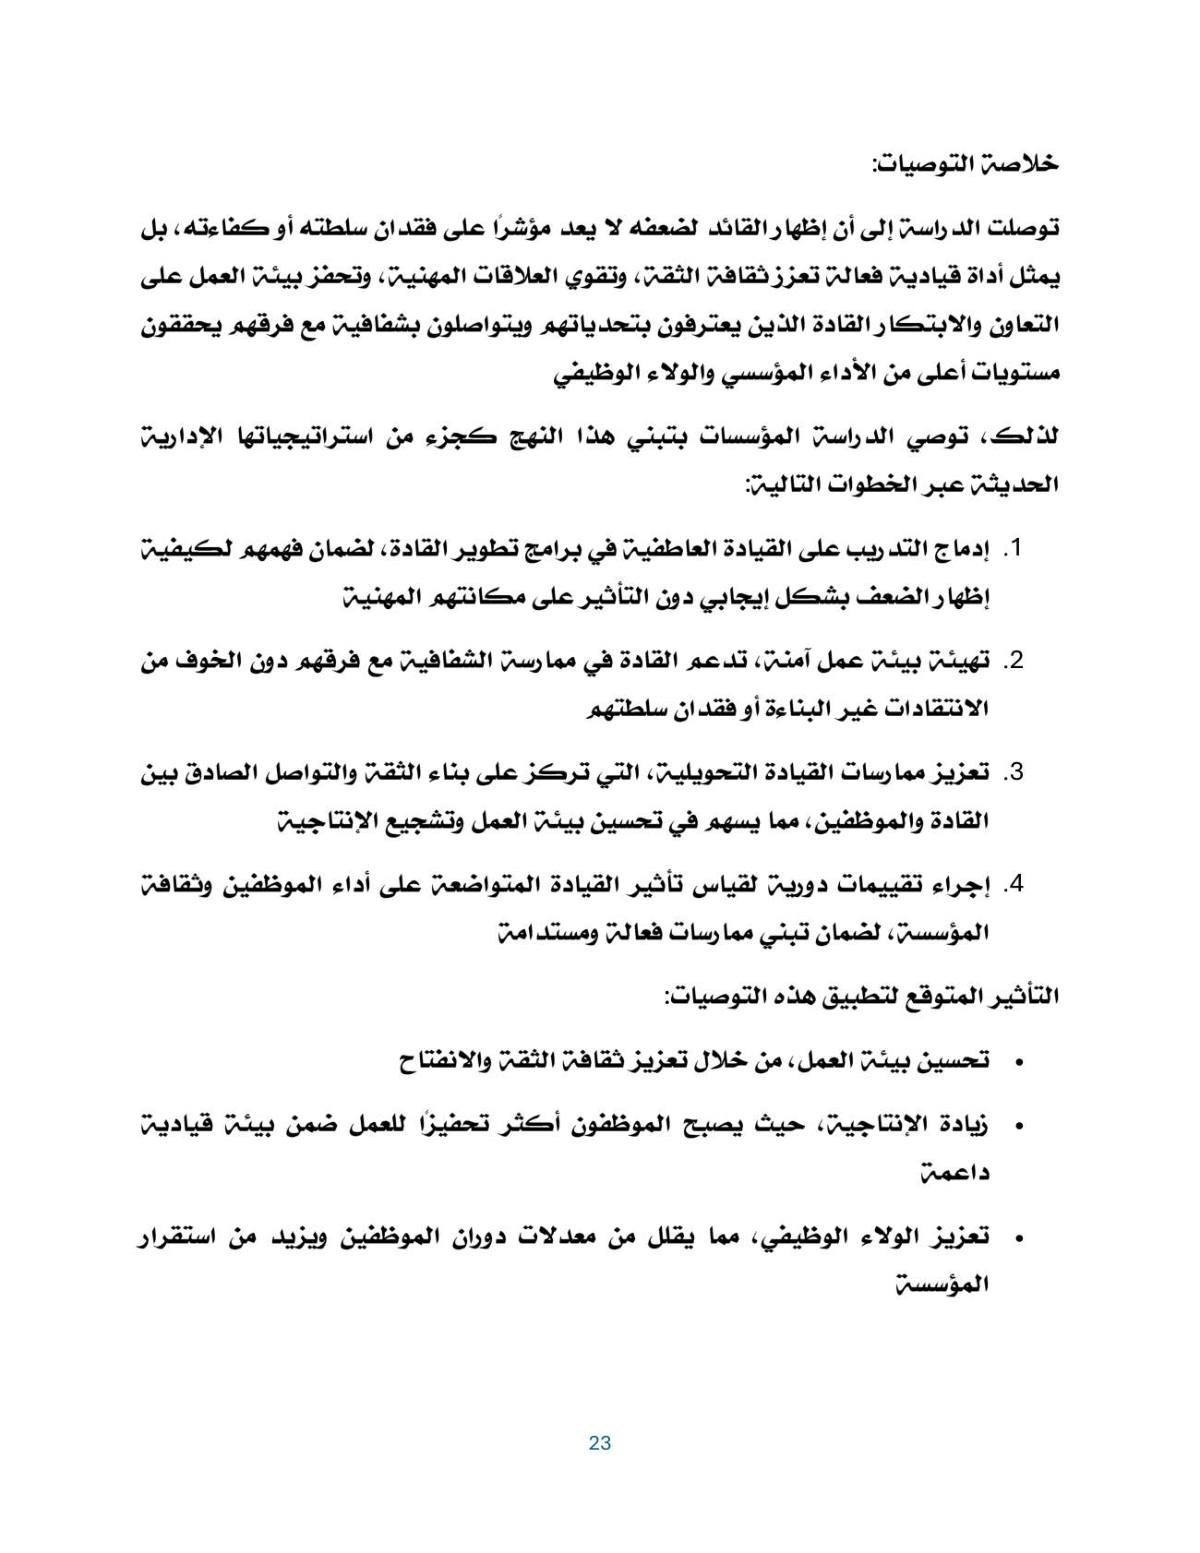 خلاصة التوصيات:
توصلت الدراسة إلى أن إظهار القائد لضعفه لا يعد مؤشرًا على فقدان سلطته أو كفاءته، بل
يمثل أداة قيادية فعالة تعزز ثقافة الثقة، وتقوي العلاقات المهنية، وتحفز بيئة العمل على
التعاون والابتكار القادة الذين يعترفون بتحدياتهم ويتواصلون بشفافية مع فرقهم يحققون
مستويات أعلى من الأداء المؤسسي والولاء الوظيفي
لذلك، توصي الدراسة المؤسسات بتبني هذا النهج كجزء من استراتيجياتها الإدارية
الحديثة عبر الخطوات التالية:
1. إدماج التدريب على القيادة العاطفية في برامج تطوير القادة، لضمان فهمهم لكيفية
إظهار الضعف بشكل إيجابي دون التأثير على مكانتهم المهنية
2. تهيئة بيئة عمل آمنة، تدعم القادة في ممارسة الشفافية مع فرقهم دون الخوف من
الانتقادات غير البناءة أو فقدان سلطتهم
3. تعزيز ممارسات القيادة التحويلية، التي تركز على بناء الثقة والتواصل الصادق بين
القادة والموظفين، مما يسهم في تحسين بيئة العمل وتشجيع الإنتاجية
4. إجراء تقييمات دورية لقياس تأثير القيادة المتواضعة على أداء الموظفين وثقافة
المؤسسة، لضمان تبني ممارسات فعالة ومستدامة
التأثير المتوقع لتطبيق هذه التوصيات:
• تحسين بيئة العمل، من خلال تعزيز ثقافة الثقة والانفتاح
• زيادة الإنتاجية، حيث يصبح الموظفون أكثر تحفيزًا للعمل ضمن بيئة قيادية
داعمة
• تعزيز الولاء الوظيفي، مما يقلل من معدلات دوران الموظفين ويزيد من استقرار
المؤسسة
23